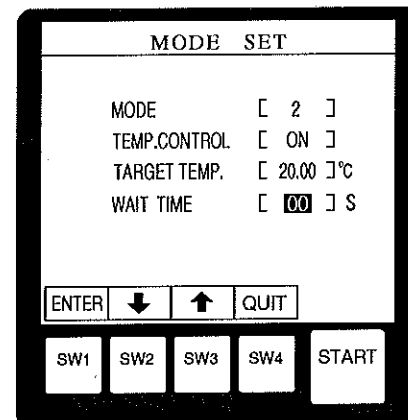 MODE SET
MODE [ 2 ]
TEMP.CONTROL [ ON ]
TARGET TEMP. [ 20.00 ]℃
WAIT TIME [ 00 ] S
ENTER ⬇ ⬆ QUIT
SW1 SW2 SW3 SW4 START